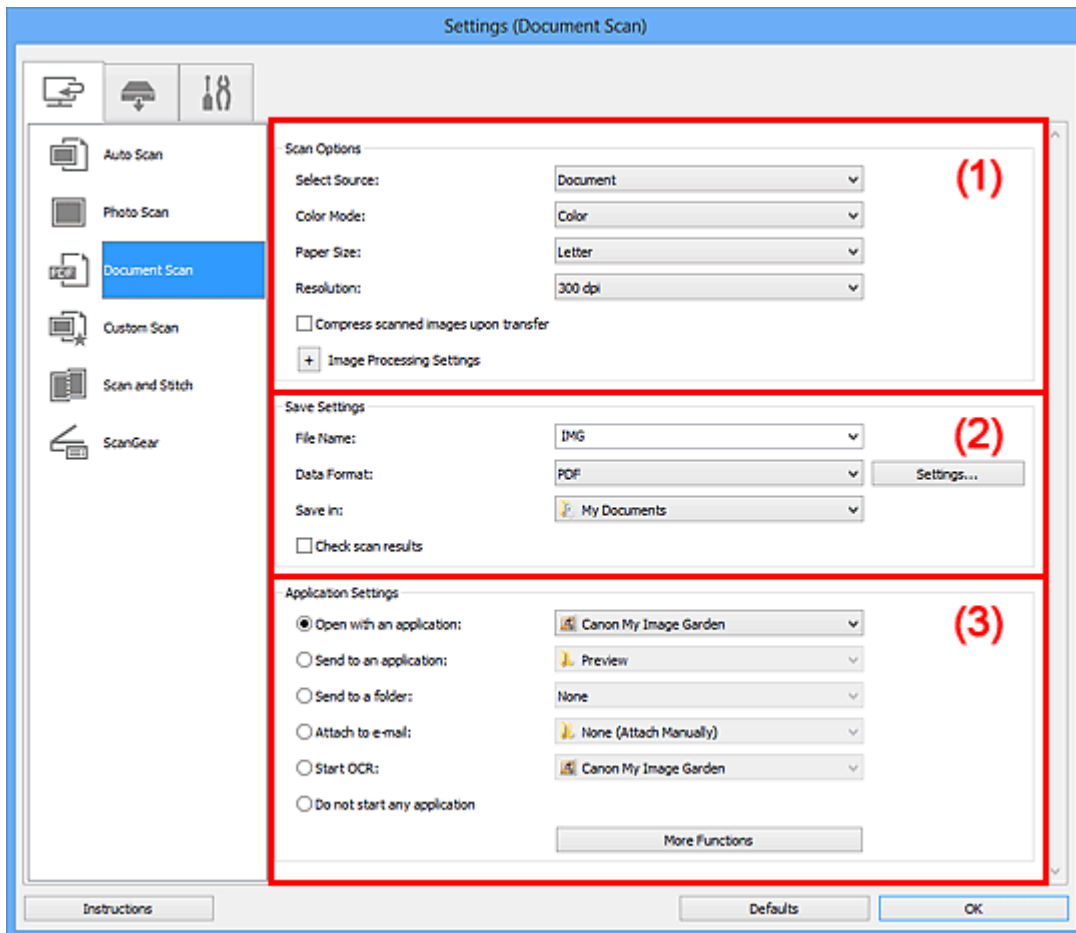 Settings (Document Scan)
Auto Scan
Photo Scan
PDF
Document Scan
Custom Scan
Scan and Stitch
ScanGear
Scan Options
(1)
Select Source: Document
Color Mode: Color
Paper Size: Letter
Resolution: 300 dpi
Compress scanned images upon transfer
+ Image Processing Settings
Save Settings
(2)
File Name: IMG
Data Format: PDF Settings...
Save in: My Documents
Check scan results
Application Settings
(3)
Open with an application: Canon My Image Garden
Send to an application: Preview
Send to a folder: None
Attach to e-mail: None (Attach Manually)
Start OCR: Canon My Image Garden
Do not start any application
More Functions
Instructions Defaults OK